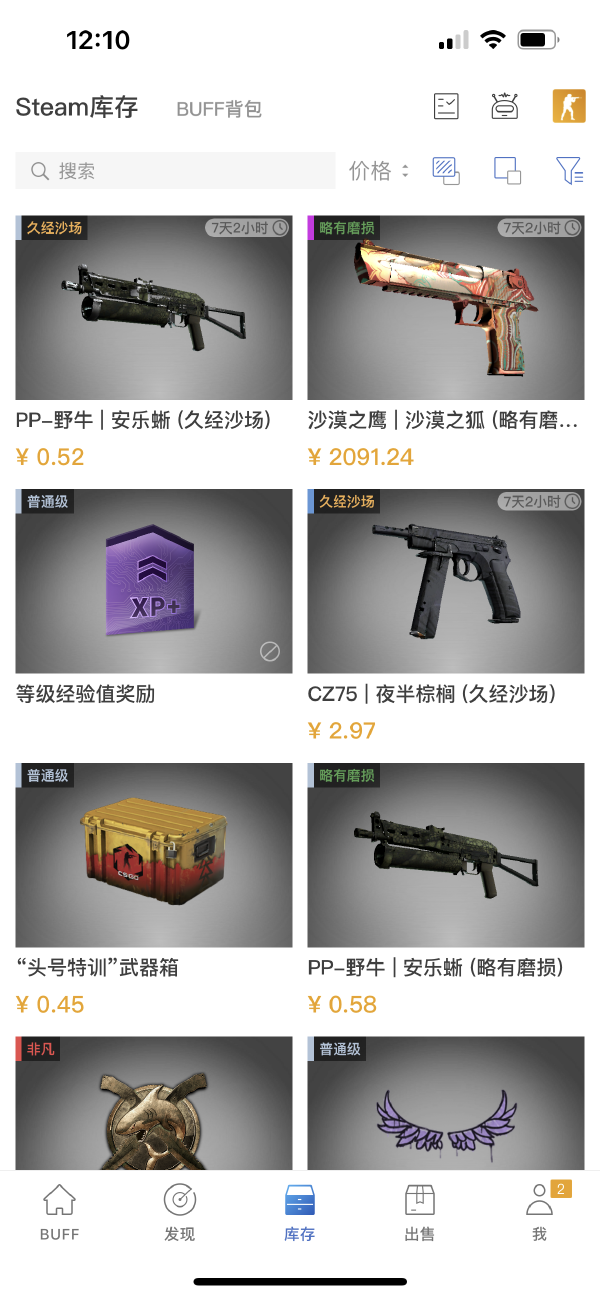 12:10
Steam库存 BUFF背包
搜索 价格
久经沙场 7天2小时
略有磨损 7天2小时
PP-野牛 | 安乐蜥 (久经沙场)
¥ 0.52
沙漠之鹰 | 沙漠之狐 (略有磨...
¥ 2091.24
普通级
XP+
久经沙场 7天2小时
等级经验值奖励
CZ75 | 夜半棕榈 (久经沙场)
¥ 2.97
普通级
CSGO
略有磨损
“头号特训”武器箱
¥ 0.45
PP-野牛 | 安乐蜥 (略有磨损)
¥ 0.58
非凡
普通级
BUFF 发现 库存 出售 我 2